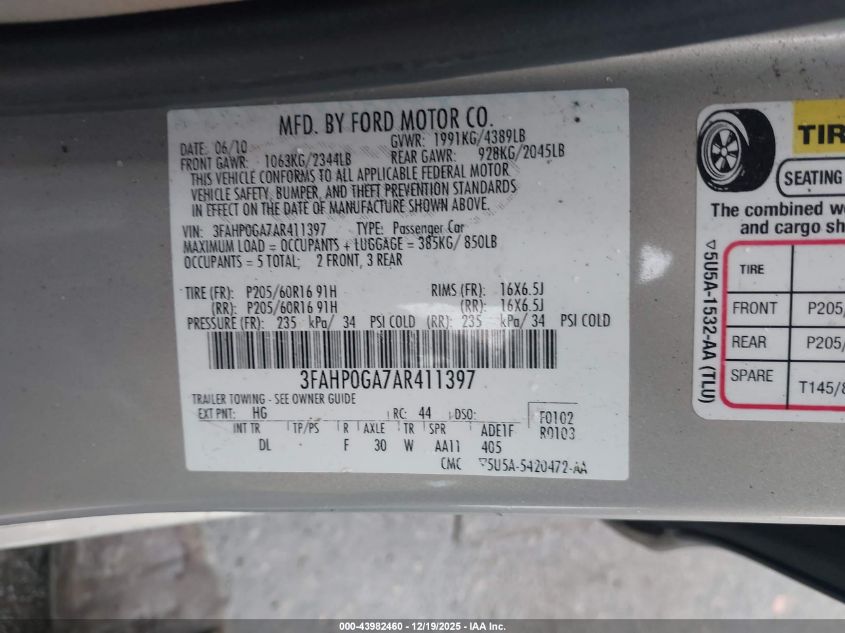 MFD. BY FORD MOTOR CO.
DATE: 06/10 GVWR: 1991KG/4389LB
FRONT GAWR: 1063KG/2344LB REAR GAWR: 928KG/2045LB
THIS VEHICLE CONFORMS TO ALL APPLICABLE FEDERAL MOTOR
VEHICLE SAFETY, BUMPER, AND THEFT PREVENTION STANDARDS
IN EFFECT ON THE DATE OF MANUFACTURE SHOWN ABOVE.
VIN: 3FAHP0GA7AR411397 TYPE: Passenger Car
MAXIMUM LOAD = OCCUPANTS + LUGGAGE = 385KG/ 850LB
OCCUPANTS = 5 TOTAL; 2 FRONT, 3 REAR
TIRE (FR): P205/60R16 91H RIMS (FR): 16X6.5J
(RR): P205/60R16 91H (RR): 16X6.5J
PRESSURE (FR): 235 kPa/ 34 PSI COLD (RR): 235 kPa/ 34 PSI COLD
3FAHP0GA7AR411397
TRAILER TOWING - SEE OWNER GUIDE
EXT PNT: HG RC: 44 DSO: F0102
INT TR TP/PS R AXLE TR SPR ADE1F R0103
DL F 30 W AA11 405
CMC ▽5U5A-5420472-AA
TIR
SEATING
The combined
and cargo sh
TIRE
FRONT P205/
REAR P205/
SPARE T145/8
▽5U5A-1532-AA (TLU)
000-43982460 - 12/19/2025 - IAA Inc.